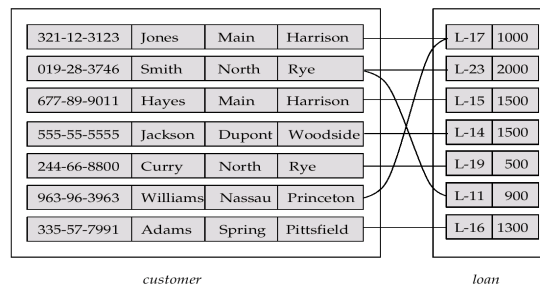 321-12-3123 Jones Main Harrison L-17 1000
019-28-3746 Smith North Rye L-23 2000
677-89-9011 Hayes Main Harrison L-15 1500
555-55-5555 Jackson Dupont Woodside L-14 1500
244-66-8800 Curry North Rye L-19 500
963-96-3963 Williams Nassau Princeton L-11 900
335-57-7991 Adams Spring Pittsfield L-16 1300
customer loan